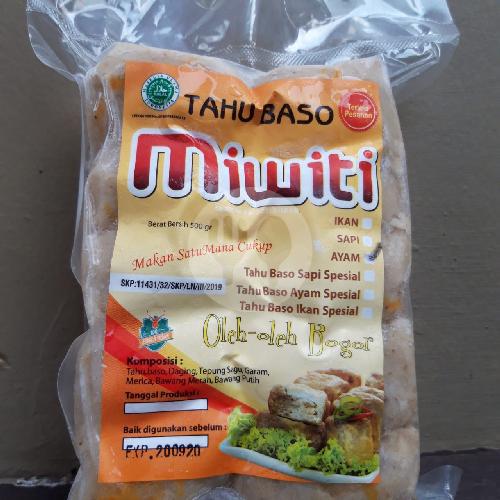 TAHU BASO
Terima
Pesanan
miwiti
Berat Bersih 500 gr
Makan Satu Mana Cukup
IKAN
SAPI
AYAM
Tahu Baso Sapi Spesial
Tahu Baso Ayam Spesial
Tahu Baso Ikan Spesial
SKP:11431/32/SKP/LN/III/2019
Oleh-oleh Bogor
Komposisi :
Tahu,baso, Daging, Tepung Sagu, Garam,
Merica, Bawang Merah, Bawang Putih
Tanggal Produksi :
Baik digunakan sebelum :
EXP. 200920